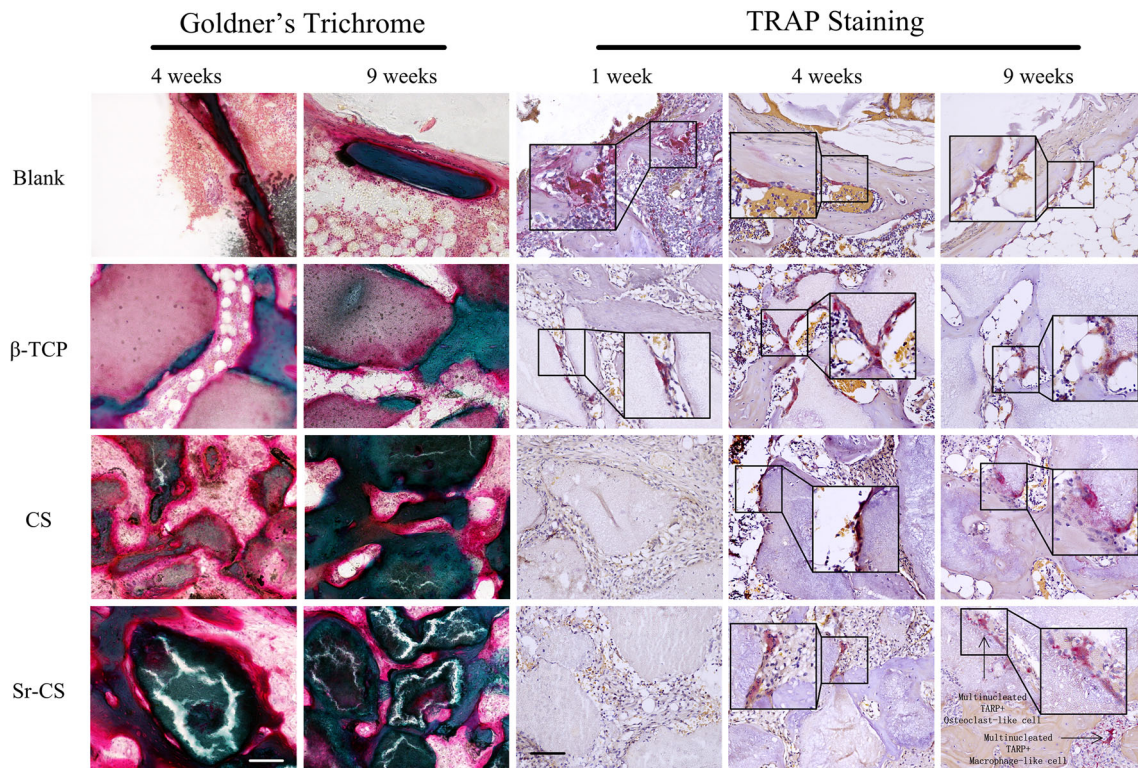 Goldner's Trichrome
TRAP Staining
4 weeks
9 weeks
1 week
4 weeks
9 weeks
Blank
β-TCP
CS
Sr-CS
Multinucleated
TARP+
Osteoclast-like cell
Multinucleated
TARP+
Macrophage-like cell